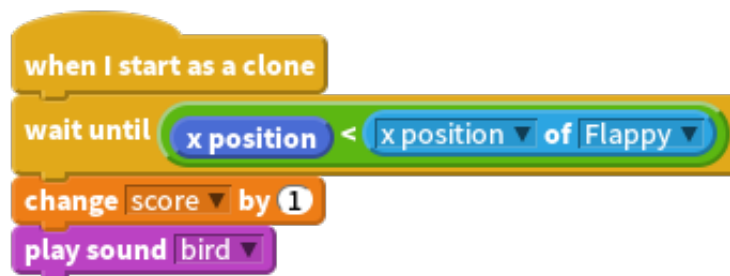 when I start as a clone
wait until x position < x position of Flappy
change score by 1
play sound bird